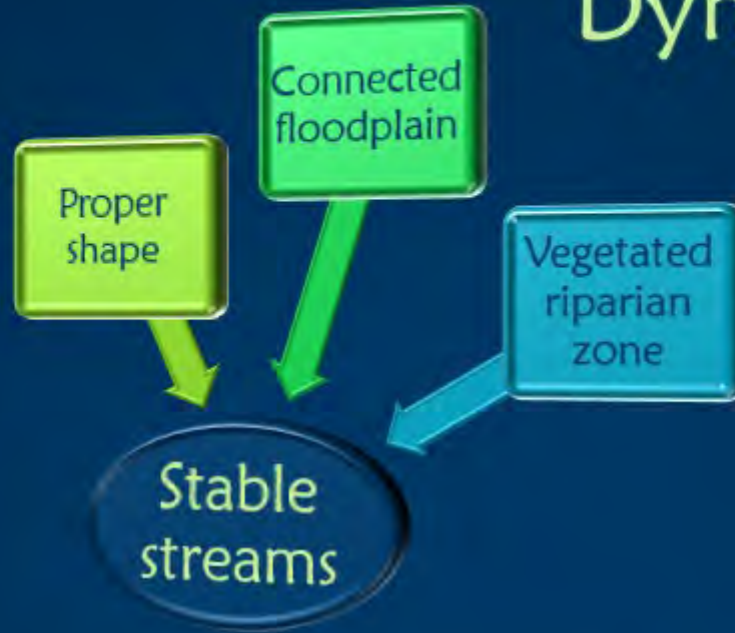 Connected
floodplain
Proper
shape
Vegetated
riparian
zone
Stable
streams